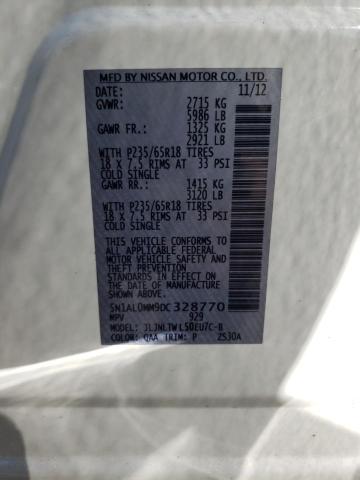 MFD BY NISSAN MOTOR CO., LTD.
DATE: 11/12
GVWR: 2715 KG
5986 LB
GAWR FR.: 1325 KG
2921 LB
WITH P235/65R18 TIRES
18 X 7.5 RIMS AT 33 PSI
COLD SINGLE
GAWR RR.: 1415 KG
3120 LB
WITH P235/65R18 TIRES
18 X 7.5 RIMS AT 33 PSI
COLD SINGLE
THIS VEHICLE CONFORMS TO ALL
APPLICABLE U.S. FEDERAL
MOTOR VEHICLE SAFETY
AND THEFT PREVENTION
STANDARDS IN EFFECT ON THE
DATE OF MANUFACTURE
SHOWN ABOVE.
5N1AL0MM9DC328770
MPV 929
MODEL: JLJNLTWL50EU7C-B
COLOR: QAA TRIM: P ZS30A